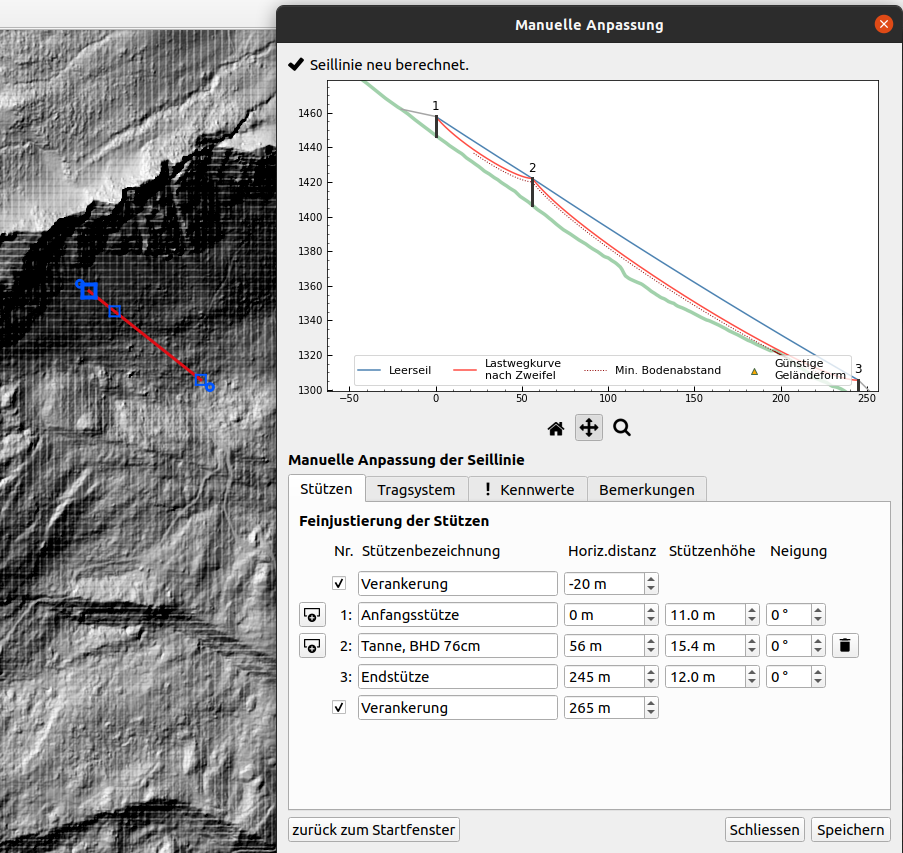 Manuelle Anpassung
Seillinie neu berechnet.
1460
1440
1420
1400
1380
1360
1340
1320
1300
1
2
3
Leerseil
Lastwegkurve
nach Zweifel
Min. Bodenabstand
Günstige
Geländeform
−50 0 50 100 150 200 250
Manuelle Anpassung der Seillinie
Stützen Tragsystem ! Kennwerte Bemerkungen
Feinjustierung der Stützen
Nr. Stützenbezeichnung Horiz.distanz Stützenhöhe Neigung
Verankerung -20 m
1: Anfangsstütze 0 m 11.0 m 0 °
2: Tanne, BHD 76cm 56 m 15.4 m 0 °
3: Endstütze 245 m 12.0 m 0 °
Verankerung 265 m
zurück zum Startfenster Schliessen Speichern